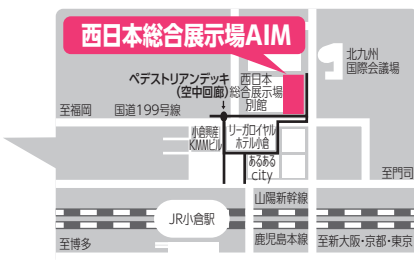 西日本総合展示場AIM
北九州
国際会議場
ペデストリアンデッキ
(空中回廊)
西日本
総合展示場
別館
至福岡
国道199号線
小倉興産
KMMビル
リーガロイヤル
ホテル小倉
あるある
city
至門司
山陽新幹線
JR小倉駅
至博多
鹿児島本線
至新大阪・京都・東京